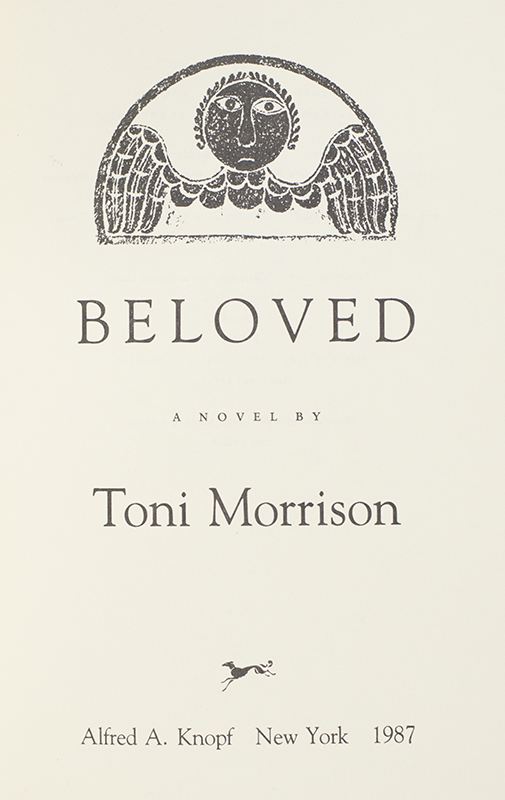 BELOVED
A NOVEL BY
Toni Morrison
Alfred A. Knopf New York 1987